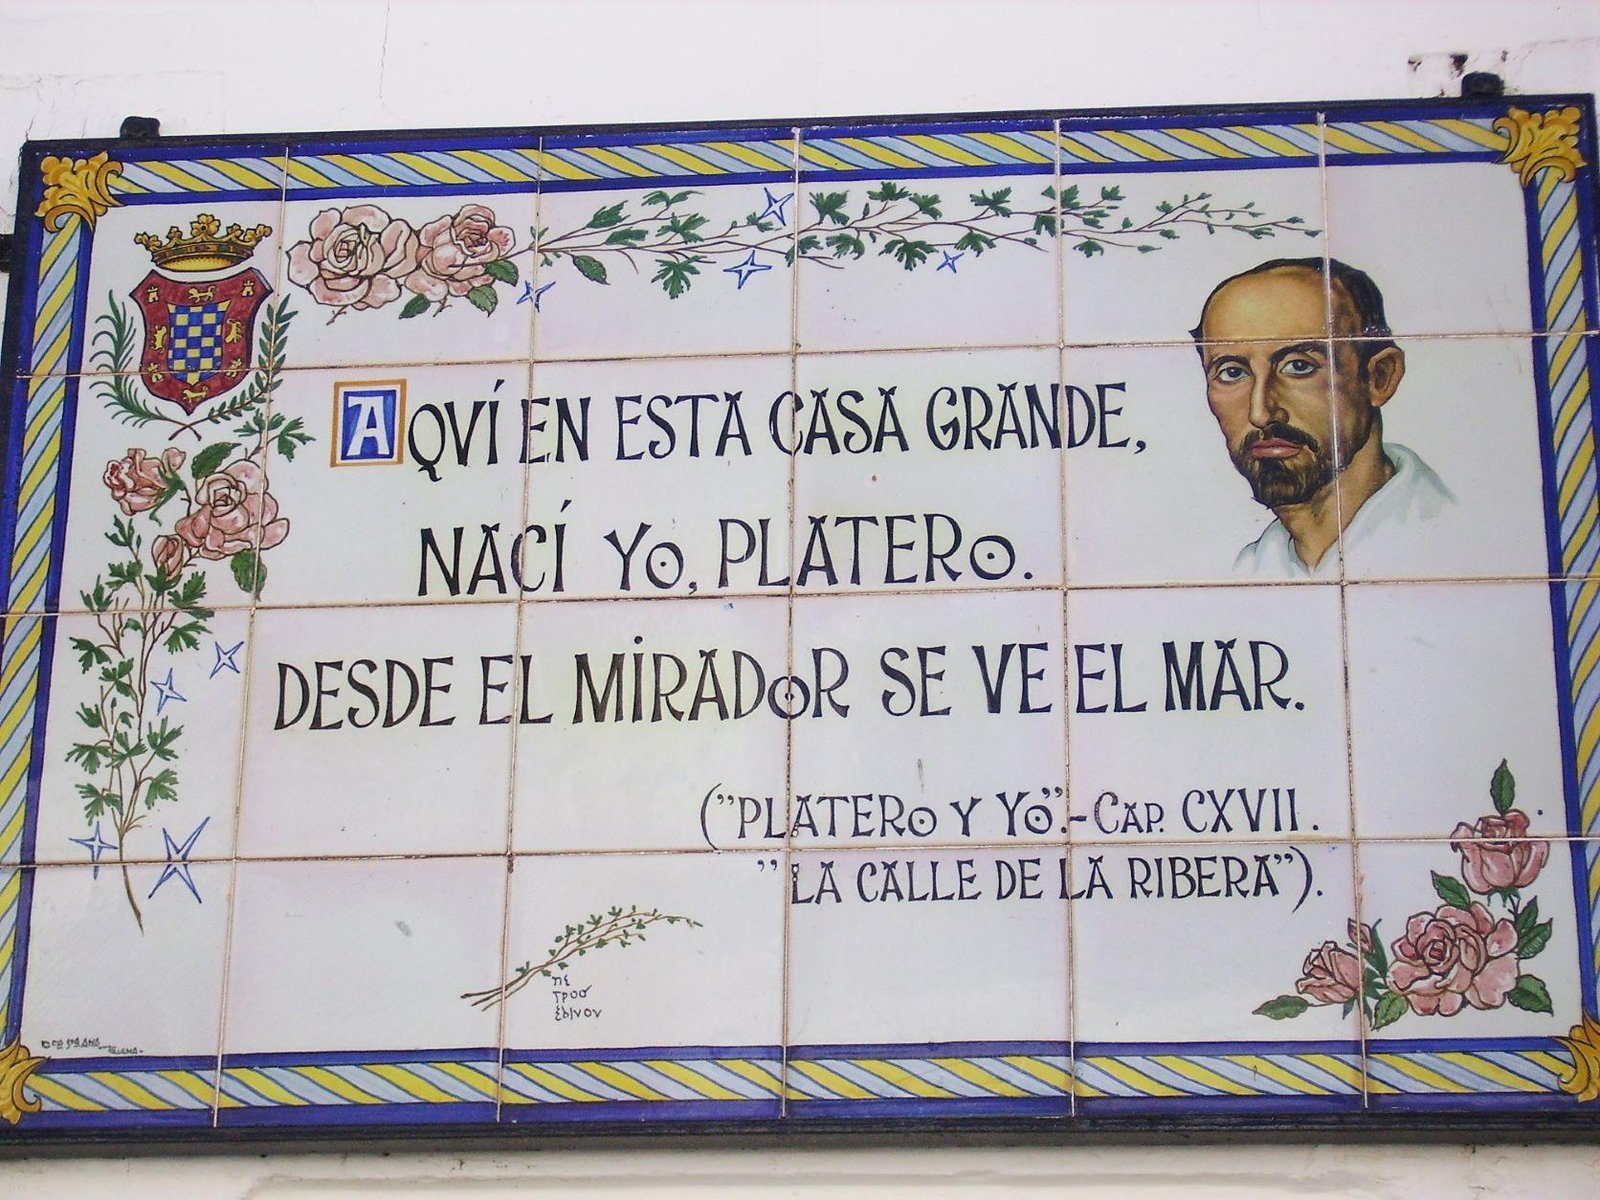 AQVÍ EN ESTA CASA GRANDE,
NACÍ YO, PLATERO.
DESDE EL MIRADOR SE VE EL MAR.
("PLATERO Y YO".-CAP. CXVII.
"LA CALLE DE LA RIBERA").